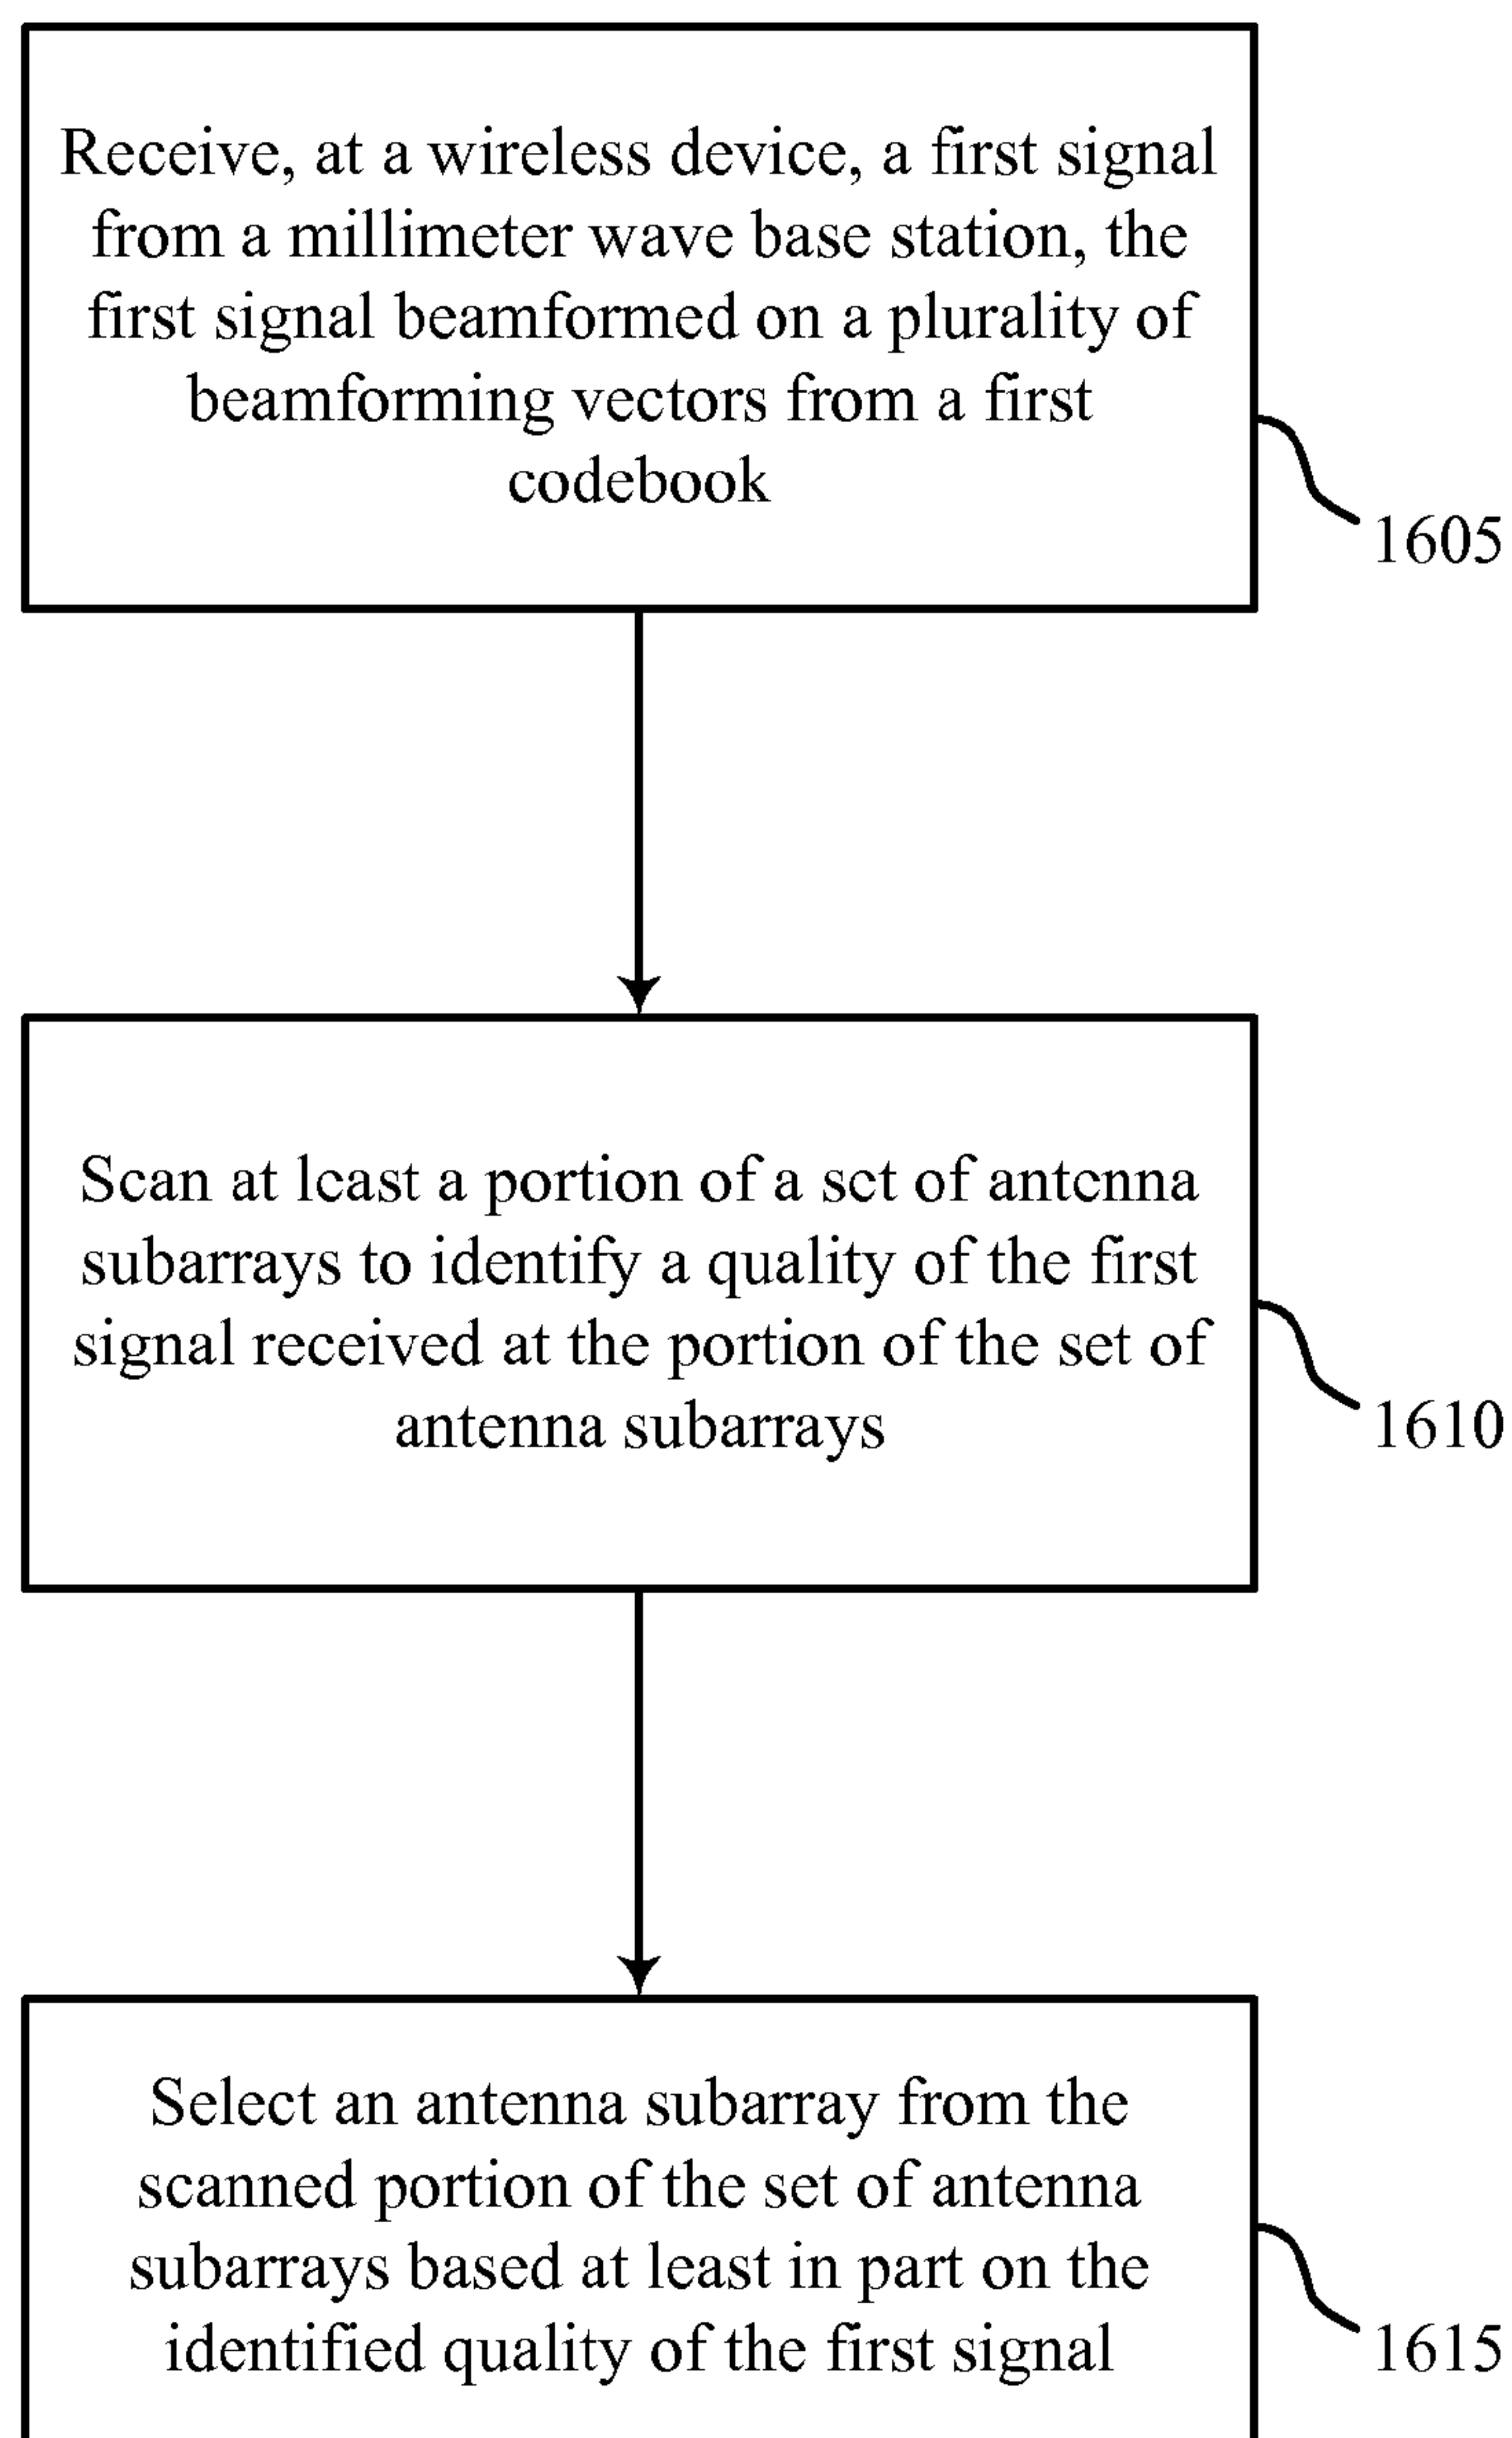 Receive, at a wireless device, a first signal
from a millimeter wave base station, the
first signal beamformed on a plurality of
beamforming vectors from a first
codebook
1605
Scan at least a portion of a set of antenna
subarrays to identify a quality of the first
signal received at the portion of the set of
antenna subarrays
1610
Select an antenna subarray from the
scanned portion of the set of antenna
subarrays based at least in part on the
identified quality of the first signal
1615